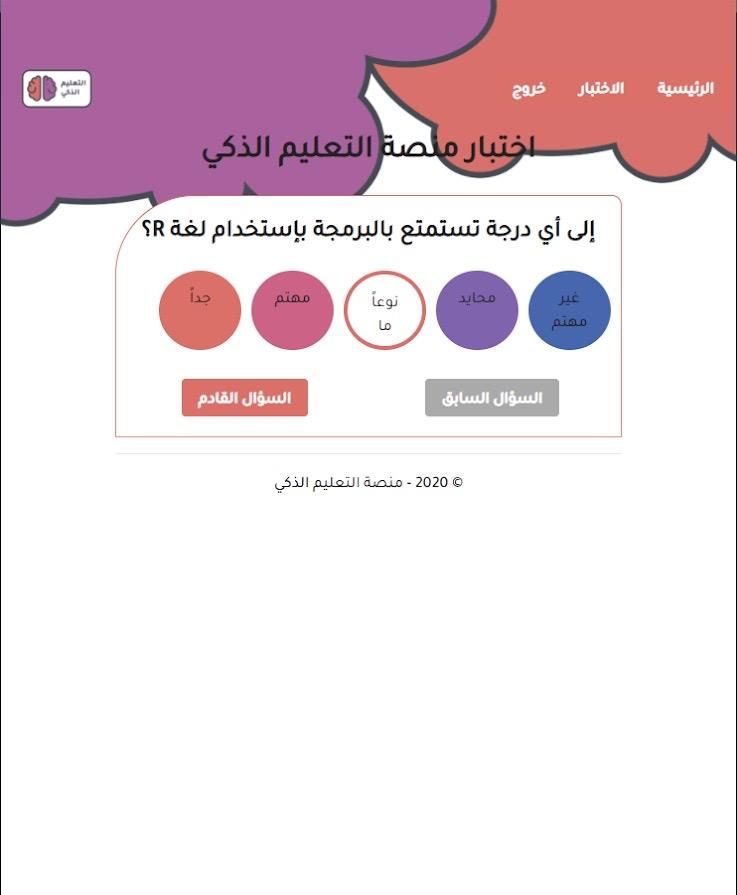 الرئيسية
الاختبار
خروج
التعليم
الذكي
اختبار منصة التعليم الذكي
إلى أي درجة تستمتع بالبرمجة بإستخدام لغة R؟
غير
مهتم
محايد
نوعاً
ما
مهتم
جداً
السؤال السابق
السؤال القادم
© 2020 - منصة التعليم الذكي